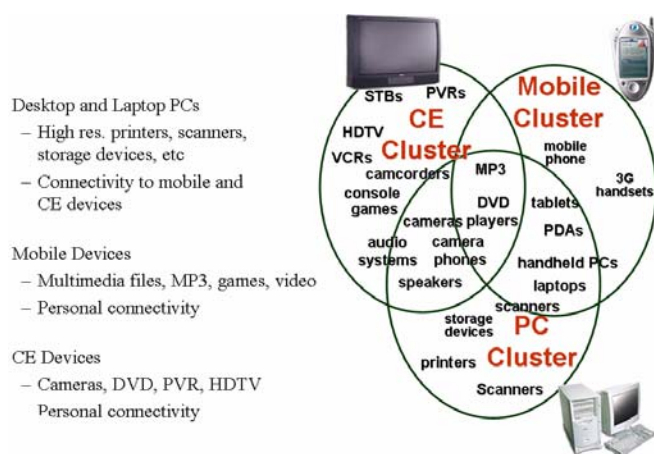 Desktop and Laptop PCs
– High res. printers, scanners,
storage devices, etc
– Connectivity to mobile and
CE devices
Mobile Devices
– Multimedia files, MP3, games, video
– Personal connectivity
CE Devices
– Cameras, DVD, PVR, HDTV
Personal connectivity
STBs
PVRs
CE
Cluster
HDTV
VCRs
camcorders
console
games
cameras
audio
systems
camera
phones
speakers
MP3
DVD
players
Mobile
Cluster
mobile
phone
3G
handsets
tablets
PDAs
handheld PCs
laptops
scanners
storage
devices
PC
Cluster
printers
Scanners